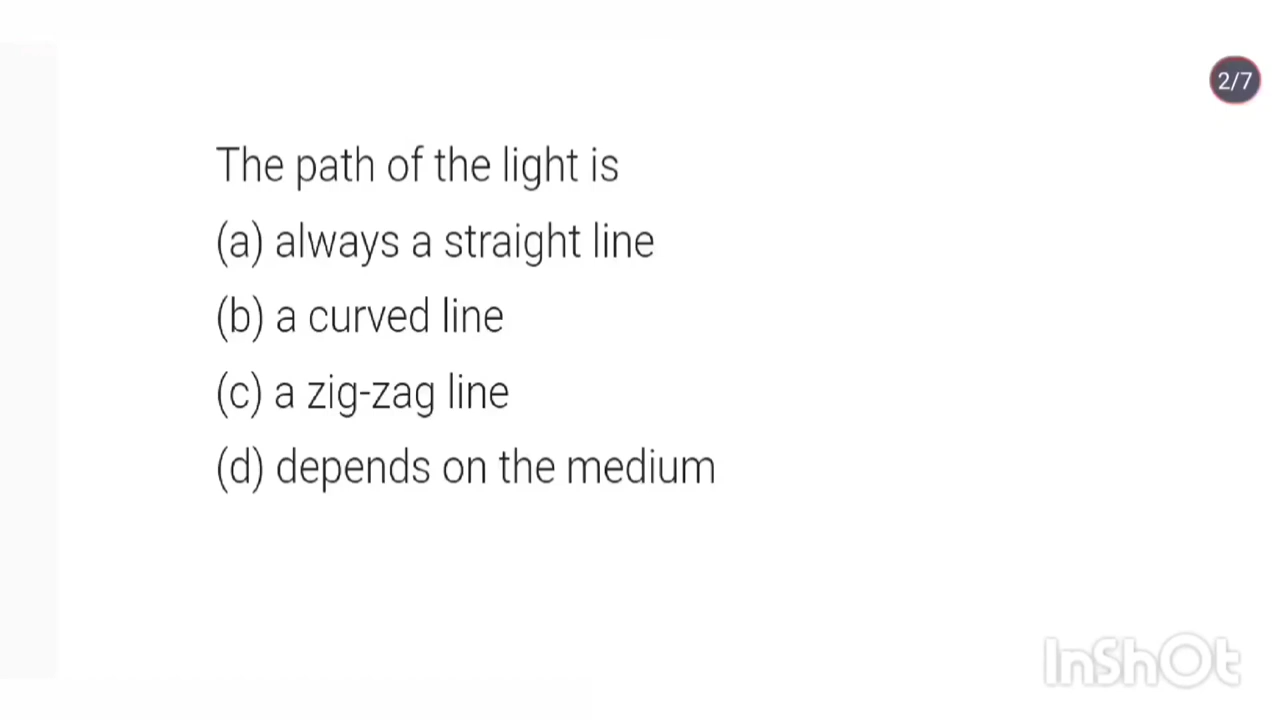 2/7
The path of the light is
(a) always a straight line
(b) a curved line
(c) a zig-zag line
(d) depends on the medium
InShOt